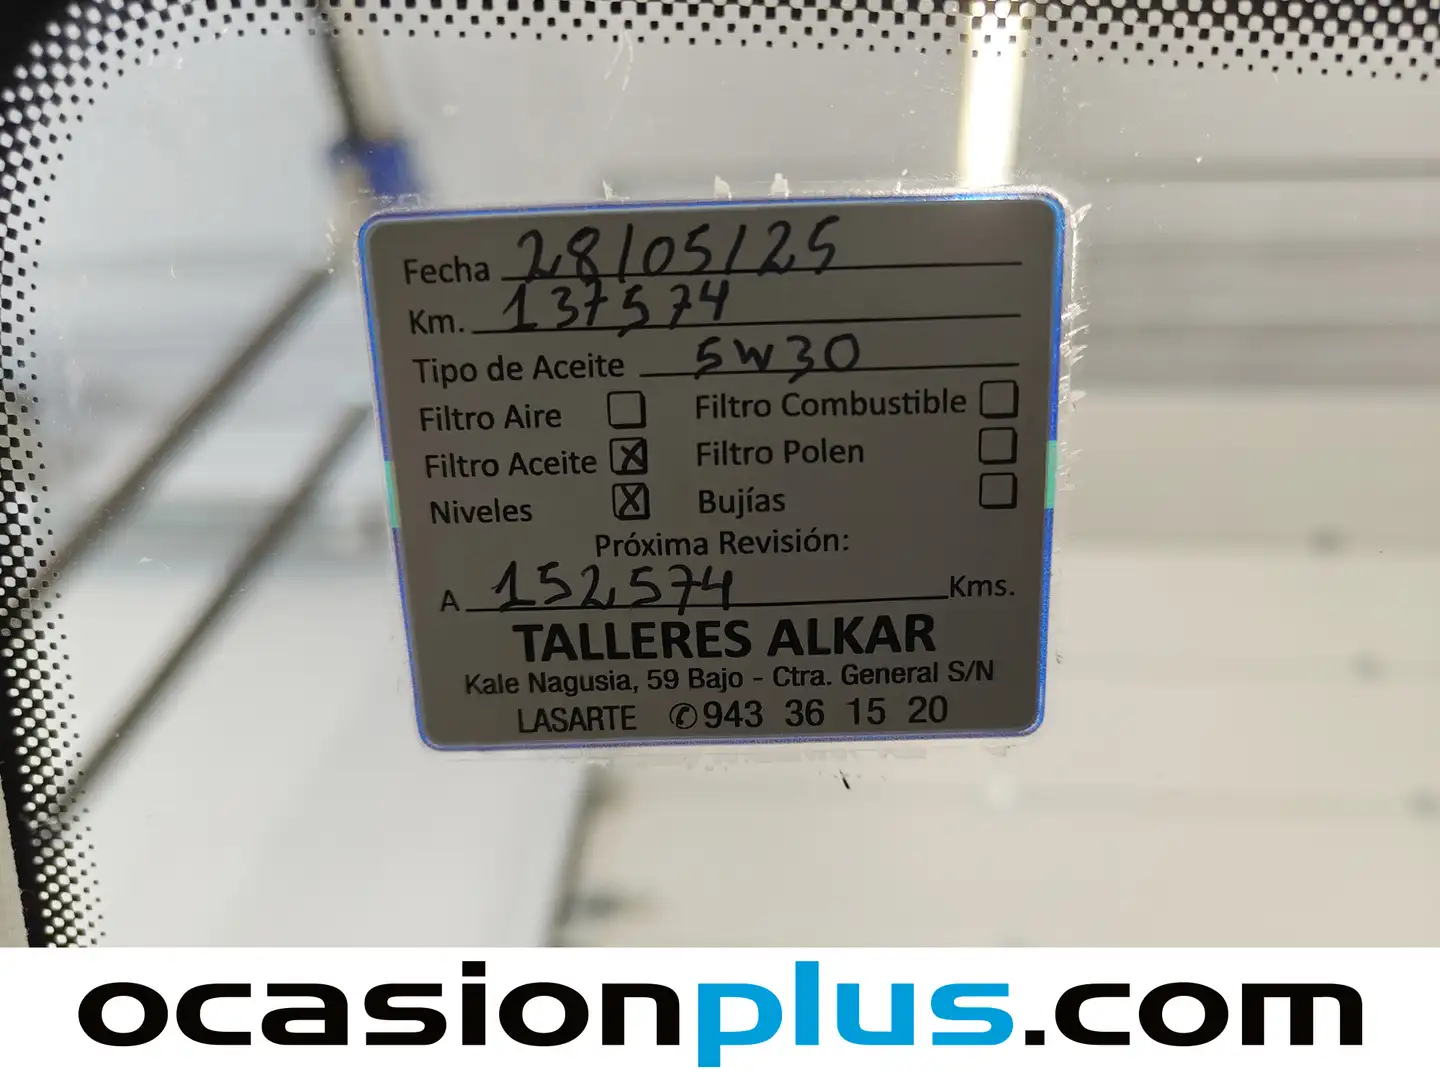 Fecha 28/05/25
Km. 137574
Tipo de Aceite 5W30
Filtro Aire Filtro Combustible
Filtro Aceite X Filtro Polen
Niveles X Bujías
Próxima Revisión:
A 152574 Kms.
TALLERES ALKAR
Kale Nagusia, 59 Bajo - Ctra. General S/N
LASARTE ✆ 943 36 15 20
ocasionplus.com